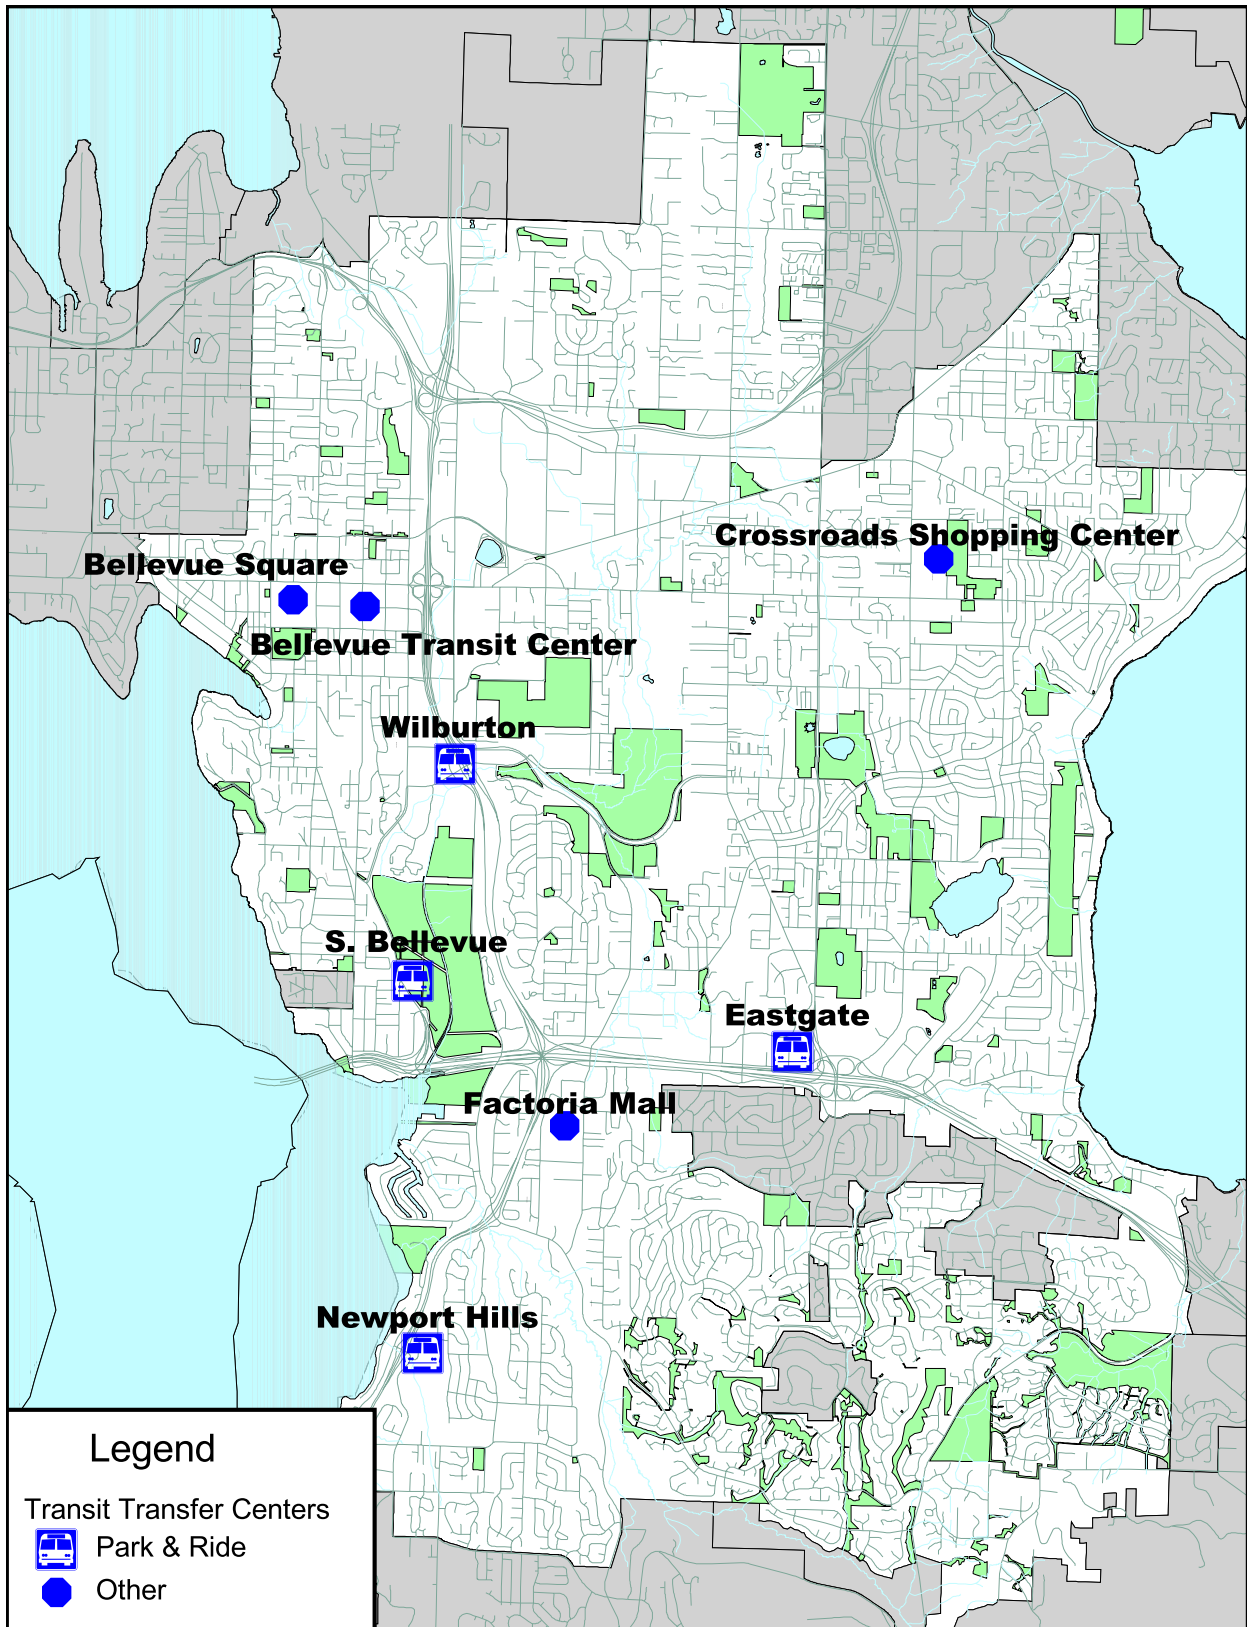 Crossroads Shopping Center
Bellevue Square
Bellevue Transit Center
Wilburton
S. Bellevue
Eastgate
Factoria Mall
Newport Hills
Legend
Transit Transfer Centers
Park & Ride
Other